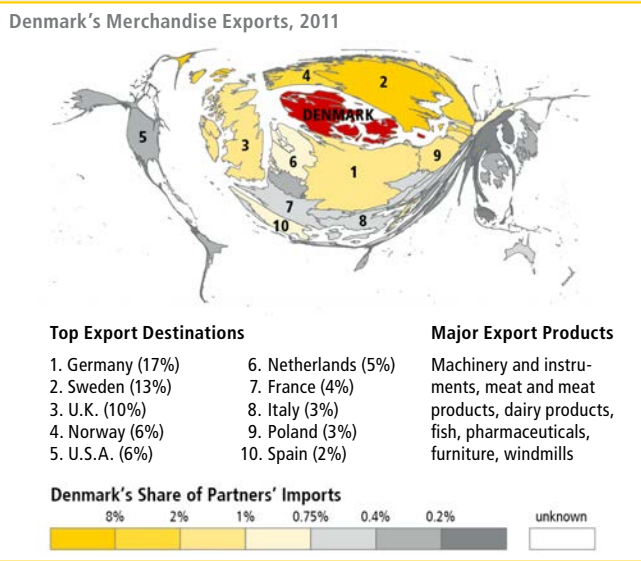 Denmark's Merchandise Exports, 2011
4
2
DENMARK
5
3
6
1
9
7
8
10
Top Export Destinations
1. Germany (17%)
2. Sweden (13%)
3. U.K. (10%)
4. Norway (6%)
5. U.S.A. (6%)
6. Netherlands (5%)
7. France (4%)
8. Italy (3%)
9. Poland (3%)
10. Spain (2%)
Major Export Products
Machinery and instru-
ments, meat and meat
products, dairy products,
fish, pharmaceuticals,
furniture, windmills
Denmark's Share of Partners' Imports
8% 2% 1% 0.75% 0.4% 0.2% unknown